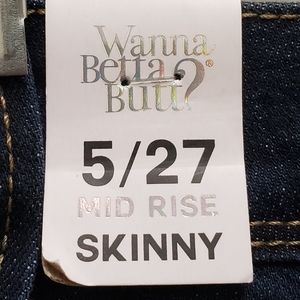 Wanna
Betta
Butt?®
5/27
MID RISE
SKINNY